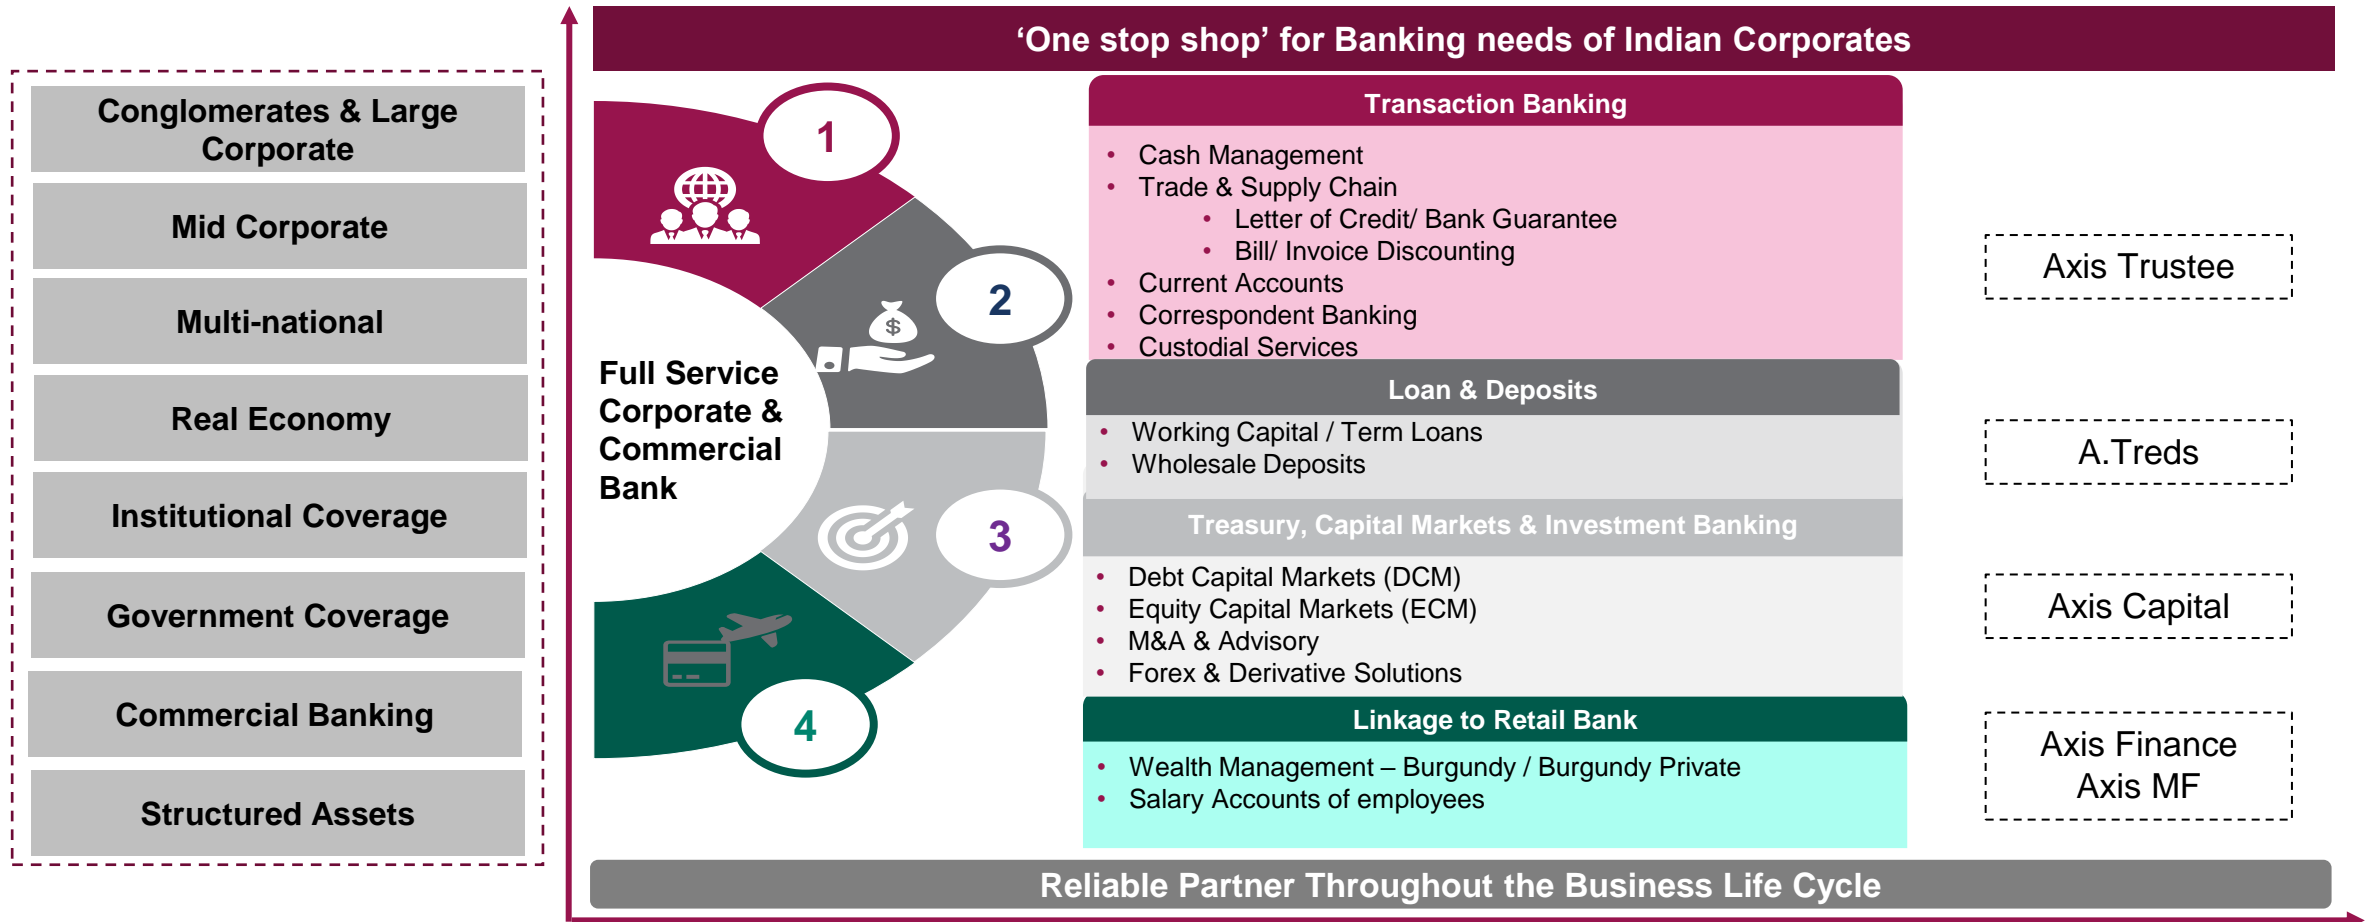 ‘One stop shop’ for Banking needs of Indian Corporates
Conglomerates & Large
Corporate
Mid Corporate
Multi-national
Real Economy
Institutional Coverage
Government Coverage
Commercial Banking
Structured Assets
Full Service
Corporate &
Commercial
Bank
1
2
$
3
4
Transaction Banking
• Cash Management
• Trade & Supply Chain
• Letter of Credit/ Bank Guarantee
• Bill/ Invoice Discounting
• Current Accounts
• Correspondent Banking
• Custodial Services
Loan & Deposits
• Working Capital / Term Loans
• Wholesale Deposits
Treasury, Capital Markets & Investment Banking
• Debt Capital Markets (DCM)
• Equity Capital Markets (ECM)
• M&A & Advisory
• Forex & Derivative Solutions
Linkage to Retail Bank
• Wealth Management – Burgundy / Burgundy Private
• Salary Accounts of employees
Axis Trustee
A.Treds
Axis Capital
Axis Finance
Axis MF
Reliable Partner Throughout the Business Life Cycle